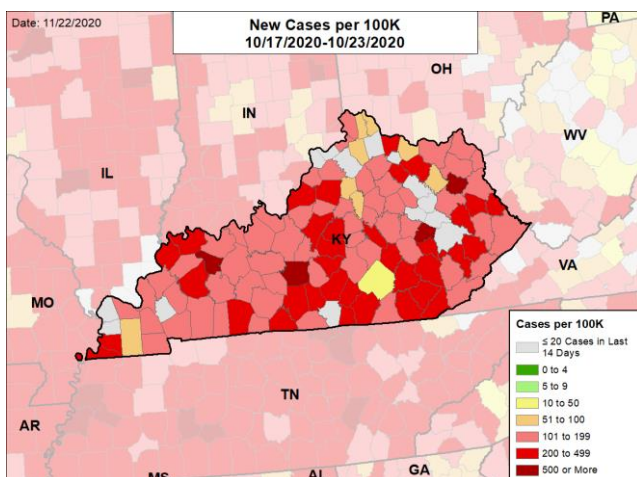 Date: 11/22/2020
New Cases per 100K
10/17/2020-10/23/2020
PA
OH
IN
WV
IL
KY
VA
MO
TN
AR
MS
AL
GA
Cases per 100K
≤ 20 Cases in Last
14 Days
0 to 4
5 to 9
10 to 50
51 to 100
101 to 199
200 to 499
500 or More